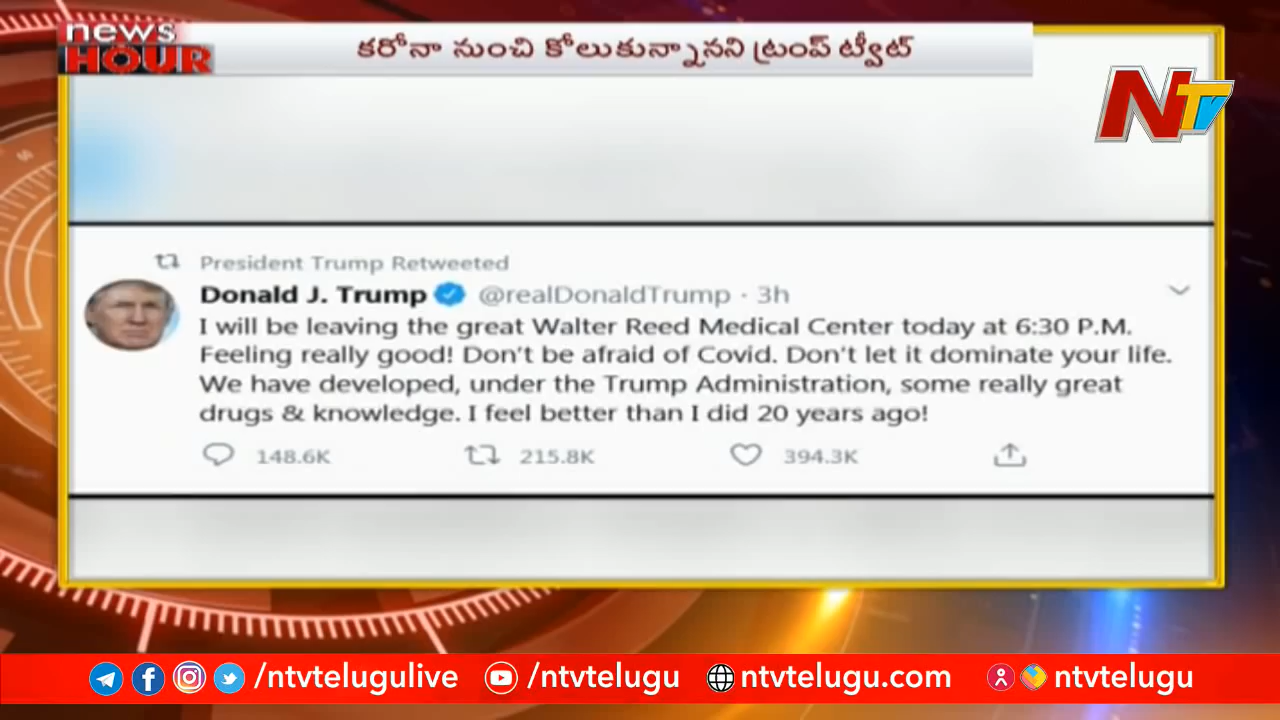 news
HOUR
కరోనా నుంచి కోలుకున్నానని ట్రంప్ ట్వీట్
NTV
President Trump Retweeted
Donald J. Trump @realDonaldTrump · 3h
I will be leaving the great Walter Reed Medical Center today at 6:30 P.M.
Feeling really good! Don't be afraid of Covid. Don't let it dominate your life.
We have developed, under the Trump Administration, some really great
drugs & knowledge. I feel better than I did 20 years ago!
148.6K 215.8K 394.3K
/ntvtelugulive /ntvtelugu ntvtelugu.com ntvtelugu